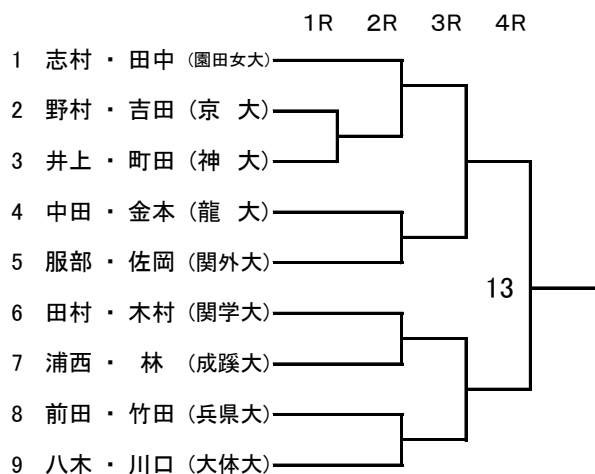 1R 2R 3R 4R
1 志村 ・ 田中 (園田女大)
2 野村 ・ 吉田 (京 大)
3 井上 ・ 町田 (神 大)
4 中田 ・ 金本 (龍 大)
5 服部 ・ 佐岡 (関外大)
13
6 田村 ・ 木村 (関学大)
7 浦西 ・ 林 (成蹊大)
8 前田 ・ 竹田 (兵県大)
9 八木 ・ 川口 (大体大)